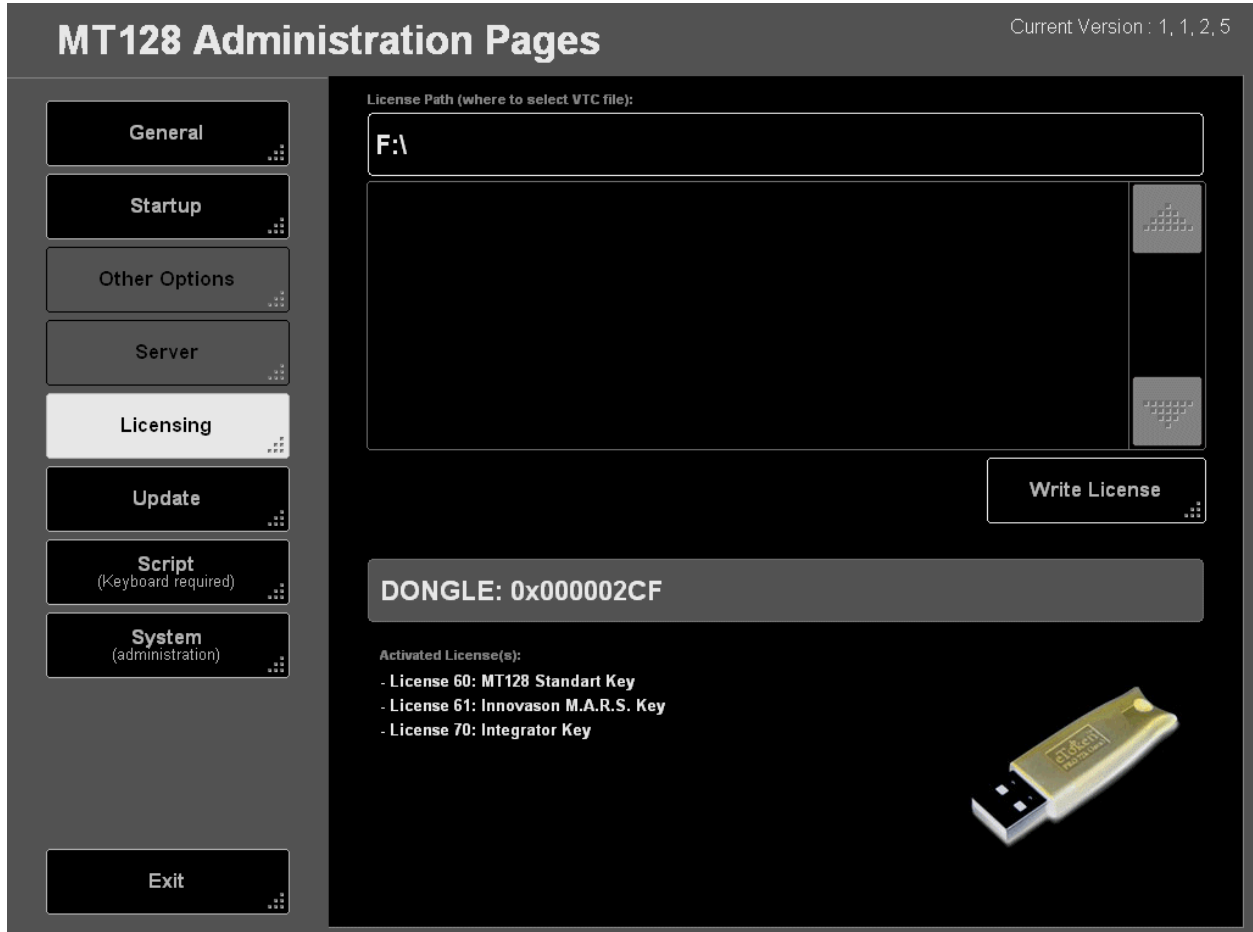 MT128 Administration Pages
Current Version : 1, 1, 2, 5
General
Startup
Other Options
Server
Licensing
Update
Script
(Keyboard required)
System
(administration)
Exit
License Path (where to select VTC file):
F:\
Write License
DONGLE: 0x000002CF
Activated License(s):
- License 60: MT128 Standart Key
- License 61: Innovason M.A.R.S. Key
- License 70: Integrator Key
eToken